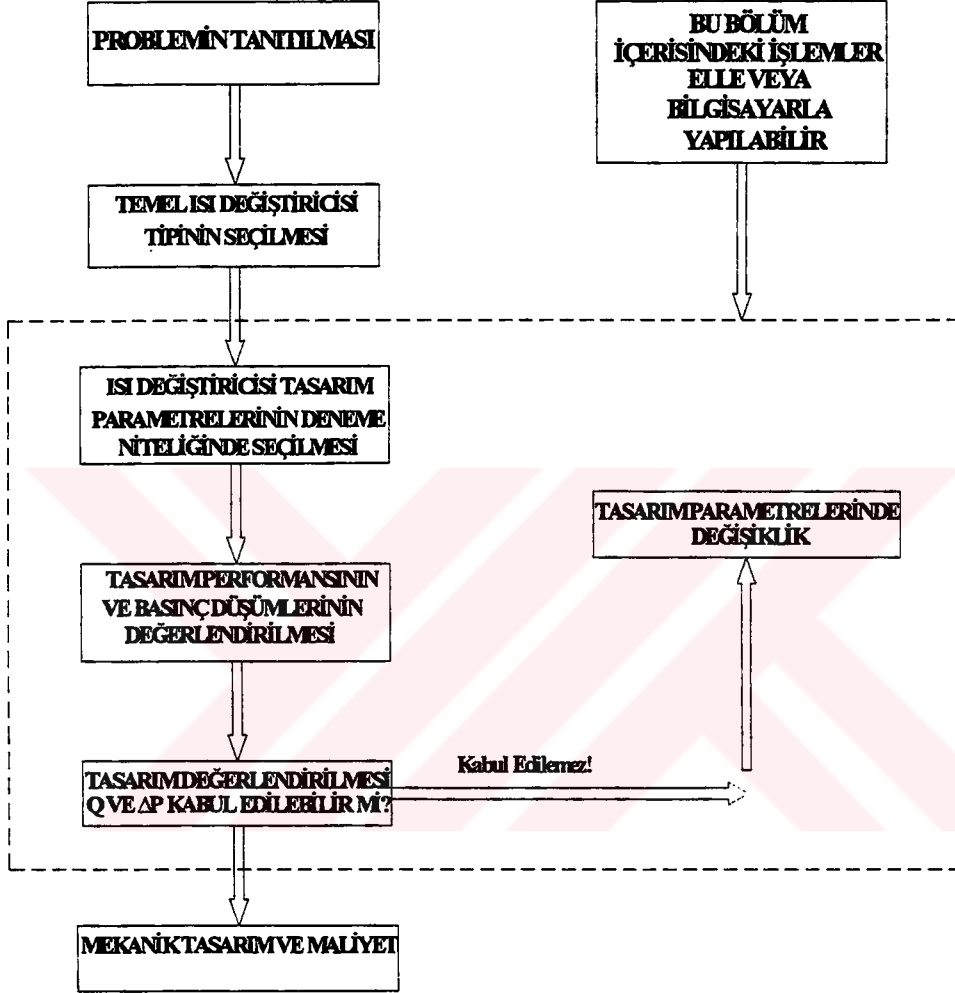 PROBLEMİN TANITILMASI
BU BÖLÜM
İÇERİSİNDEKİ İŞLEMLER
ELLE VEYA
BİLGİSAYARLA
YAPILABİLİR
TEMEL ISI DEĞİŞTİRİCİSİ
TİPİNİN SEÇİLMESİ
ISI DEĞİŞTİRİCİSİ TASARIM
PARAMETRELERİNİN DENEME
NİTELİĞİNDE SEÇİLMESİ
TASARIM PARAMETRELERİNDE
DEĞİŞİKLİK
TASARIM PERFORMANSININ
VE BASINÇ DÜŞÜMLERİNİN
DEĞERLENDİRİLMESİ
TASARIM DEĞERLENDİRİLMESİ
Q VE ΔP KABUL EDİLEBİLİR Mİ?
Kabul Edilemez!
MEKANİK TASARIM VE MALİYET